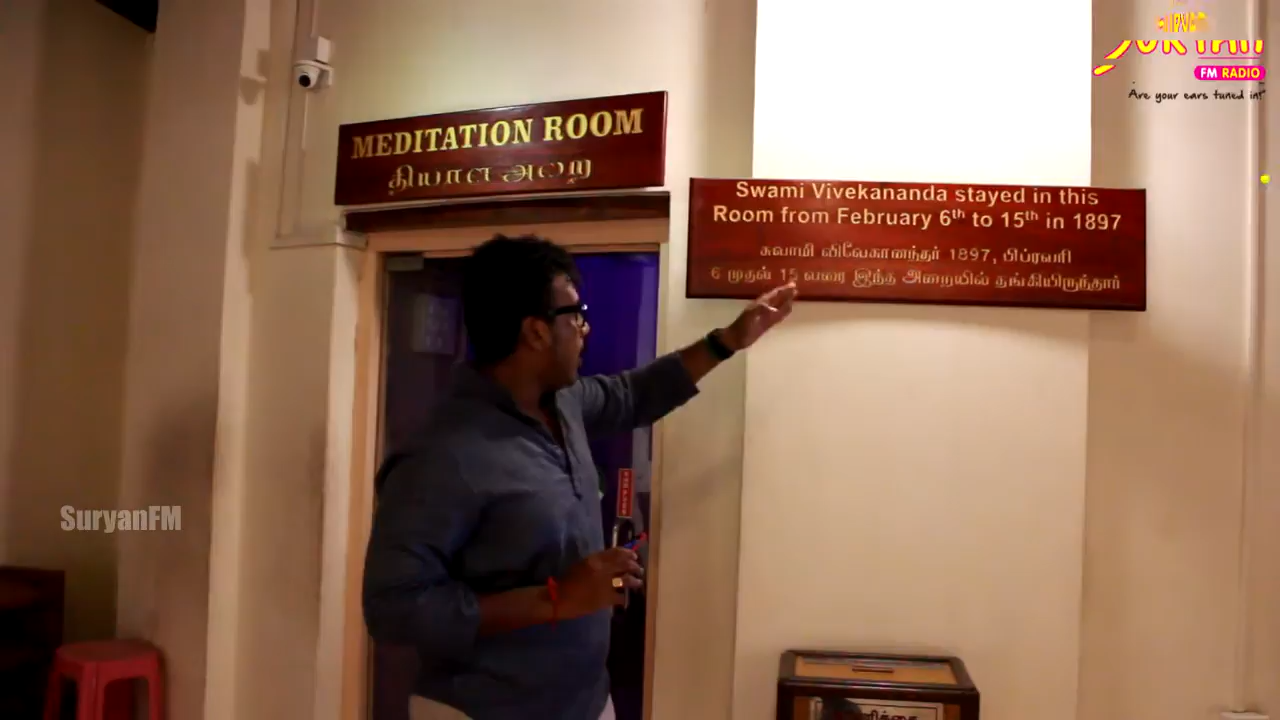 FM RADIO
Are your ears tuned in?
MEDITATION ROOM
தியான அறை
Swami Vivekananda stayed in this
Room from February 6th to 15th in 1897
சுவாமி விவேகானந்தர் 1897, பிப்ரவரி
6 முதல் 15 வரை இந்த அறையில் தங்கியிருந்தார்
SuryanFM